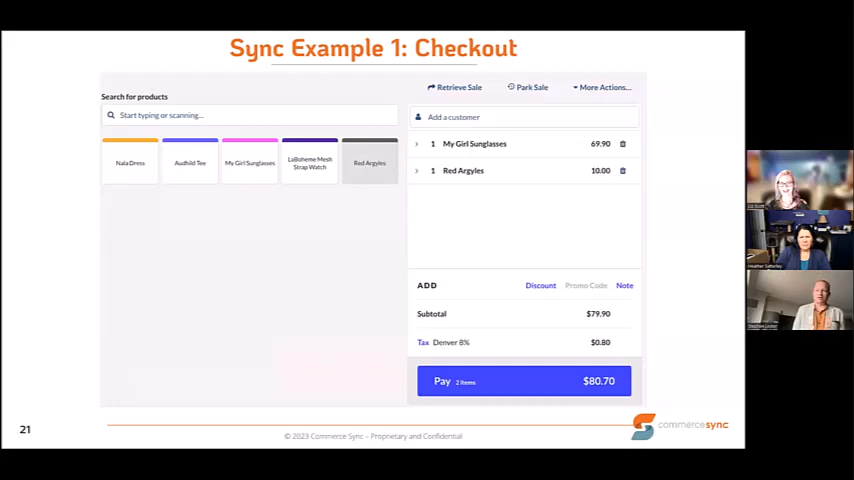 Sync Example 1: Checkout
Retrieve Sale
Park Sale
More Actions...
Search for products
Start typing or scanning....
Add a customer
Nala Dress
Audhild Tee
My Girl Sunglasses
LaBoheme Mesh
Strap Watch
Red Argyles
1 My Girl Sunglasses 69.90
1 Red Argyles 10.00
ADD Discount Promo Code Note
Subtotal $79.90
Tax Denver 8% $0.80
Pay 2 items $80.70
21
© 2023 Commerce Sync – Proprietary and Confidential
commercesync
Heather Satterley